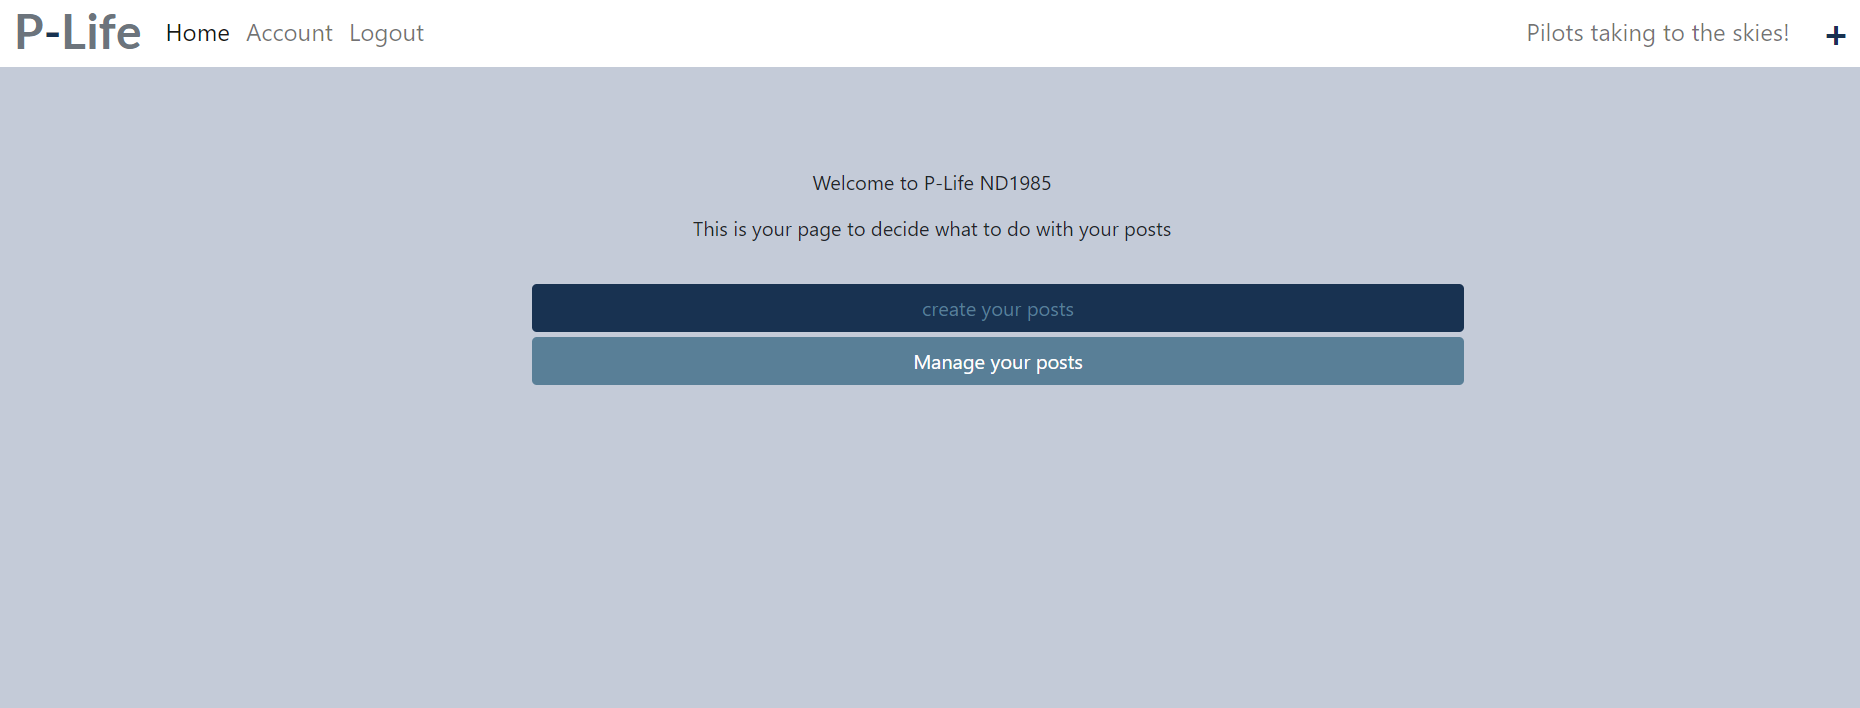 P-Life Home Account Logout Pilots taking to the skies! +
Welcome to P-Life ND1985
This is your page to decide what to do with your posts
create your posts
Manage your posts